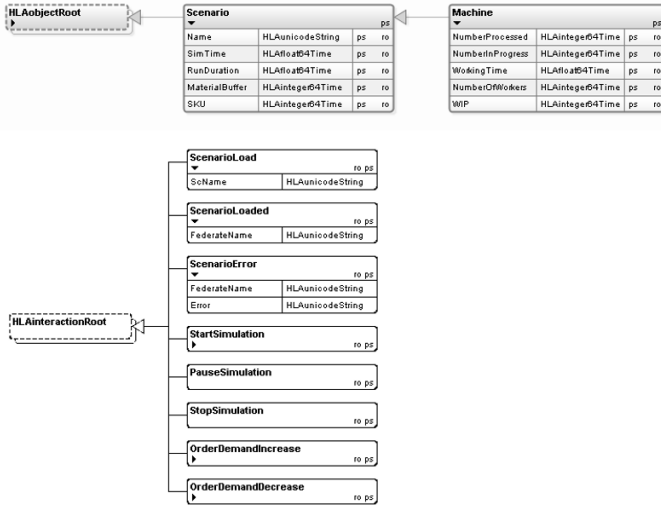 HLAobjectRoot
Scenario
ps
Name HLAunicodeString ps ro
SimTime HLAfloat64Time ps ro
RunDuration HLAfloat64Time ps ro
MaterialBuffer HLAinteger64Time ps ro
SKU HLAinteger64Time ps ro
Machine
ps
NumberProcessed HLAinteger64Time ps ro
NumberInProgress HLAinteger64Time ps ro
WorkingTime HLAfloat64Time ps ro
NumberOfWorkers HLAinteger64Time ps ro
WIP HLAinteger64Time ps ro
HLAinteractionRoot
ScenarioLoad
ro ps
ScName HLAunicodeString
ScenarioLoaded
ro ps
FederateName HLAunicodeString
ScenarioError
ro ps
FederateName HLAunicodeString
Error HLAunicodeString
StartSimulation
ro ps
PauseSimulation
ro ps
StopSimulation
ro ps
OrderDemandIncrease
ro ps
OrderDemandDecrease
ro ps